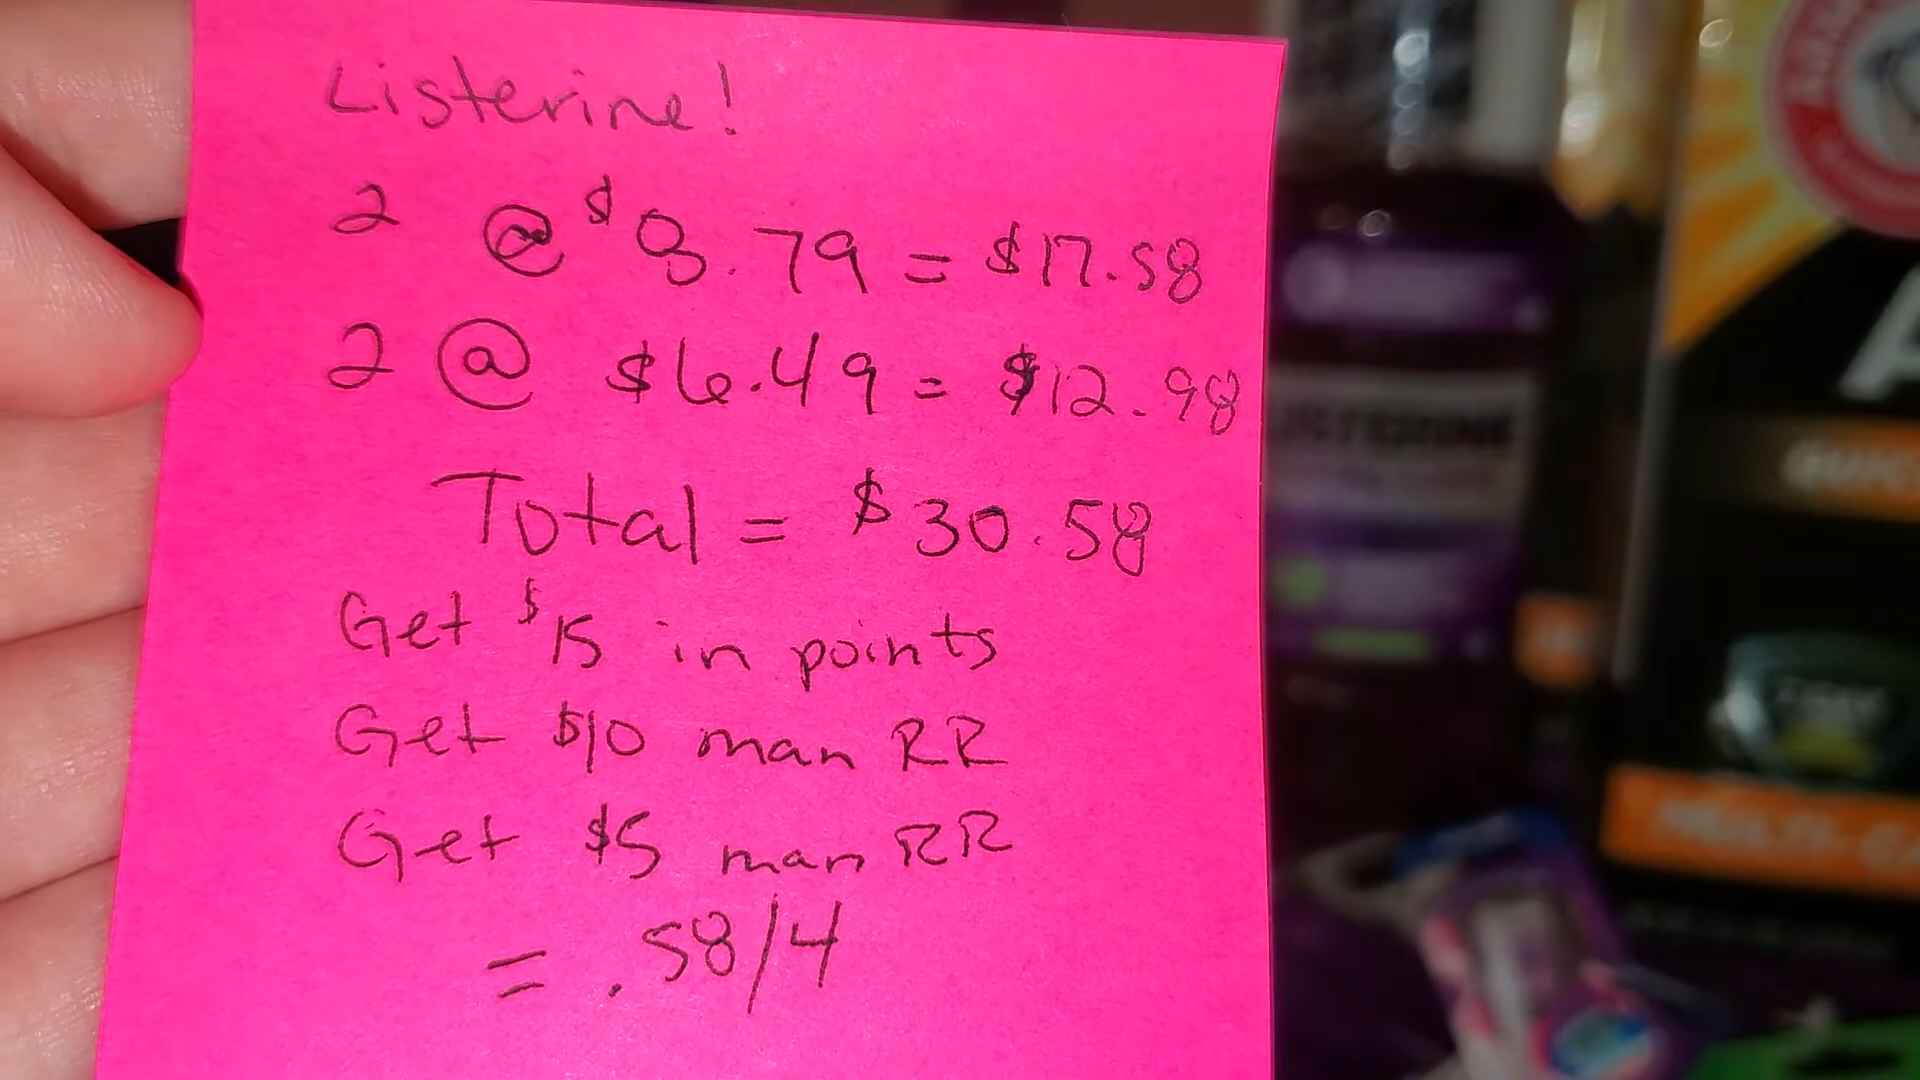 Listerine!
2 @ $8.79 = $17.58
2 @ $6.49 = $12.98
Total = $30.58
Get $15 in points
Get $10 man RR
Get $5 man RR
= .58/4